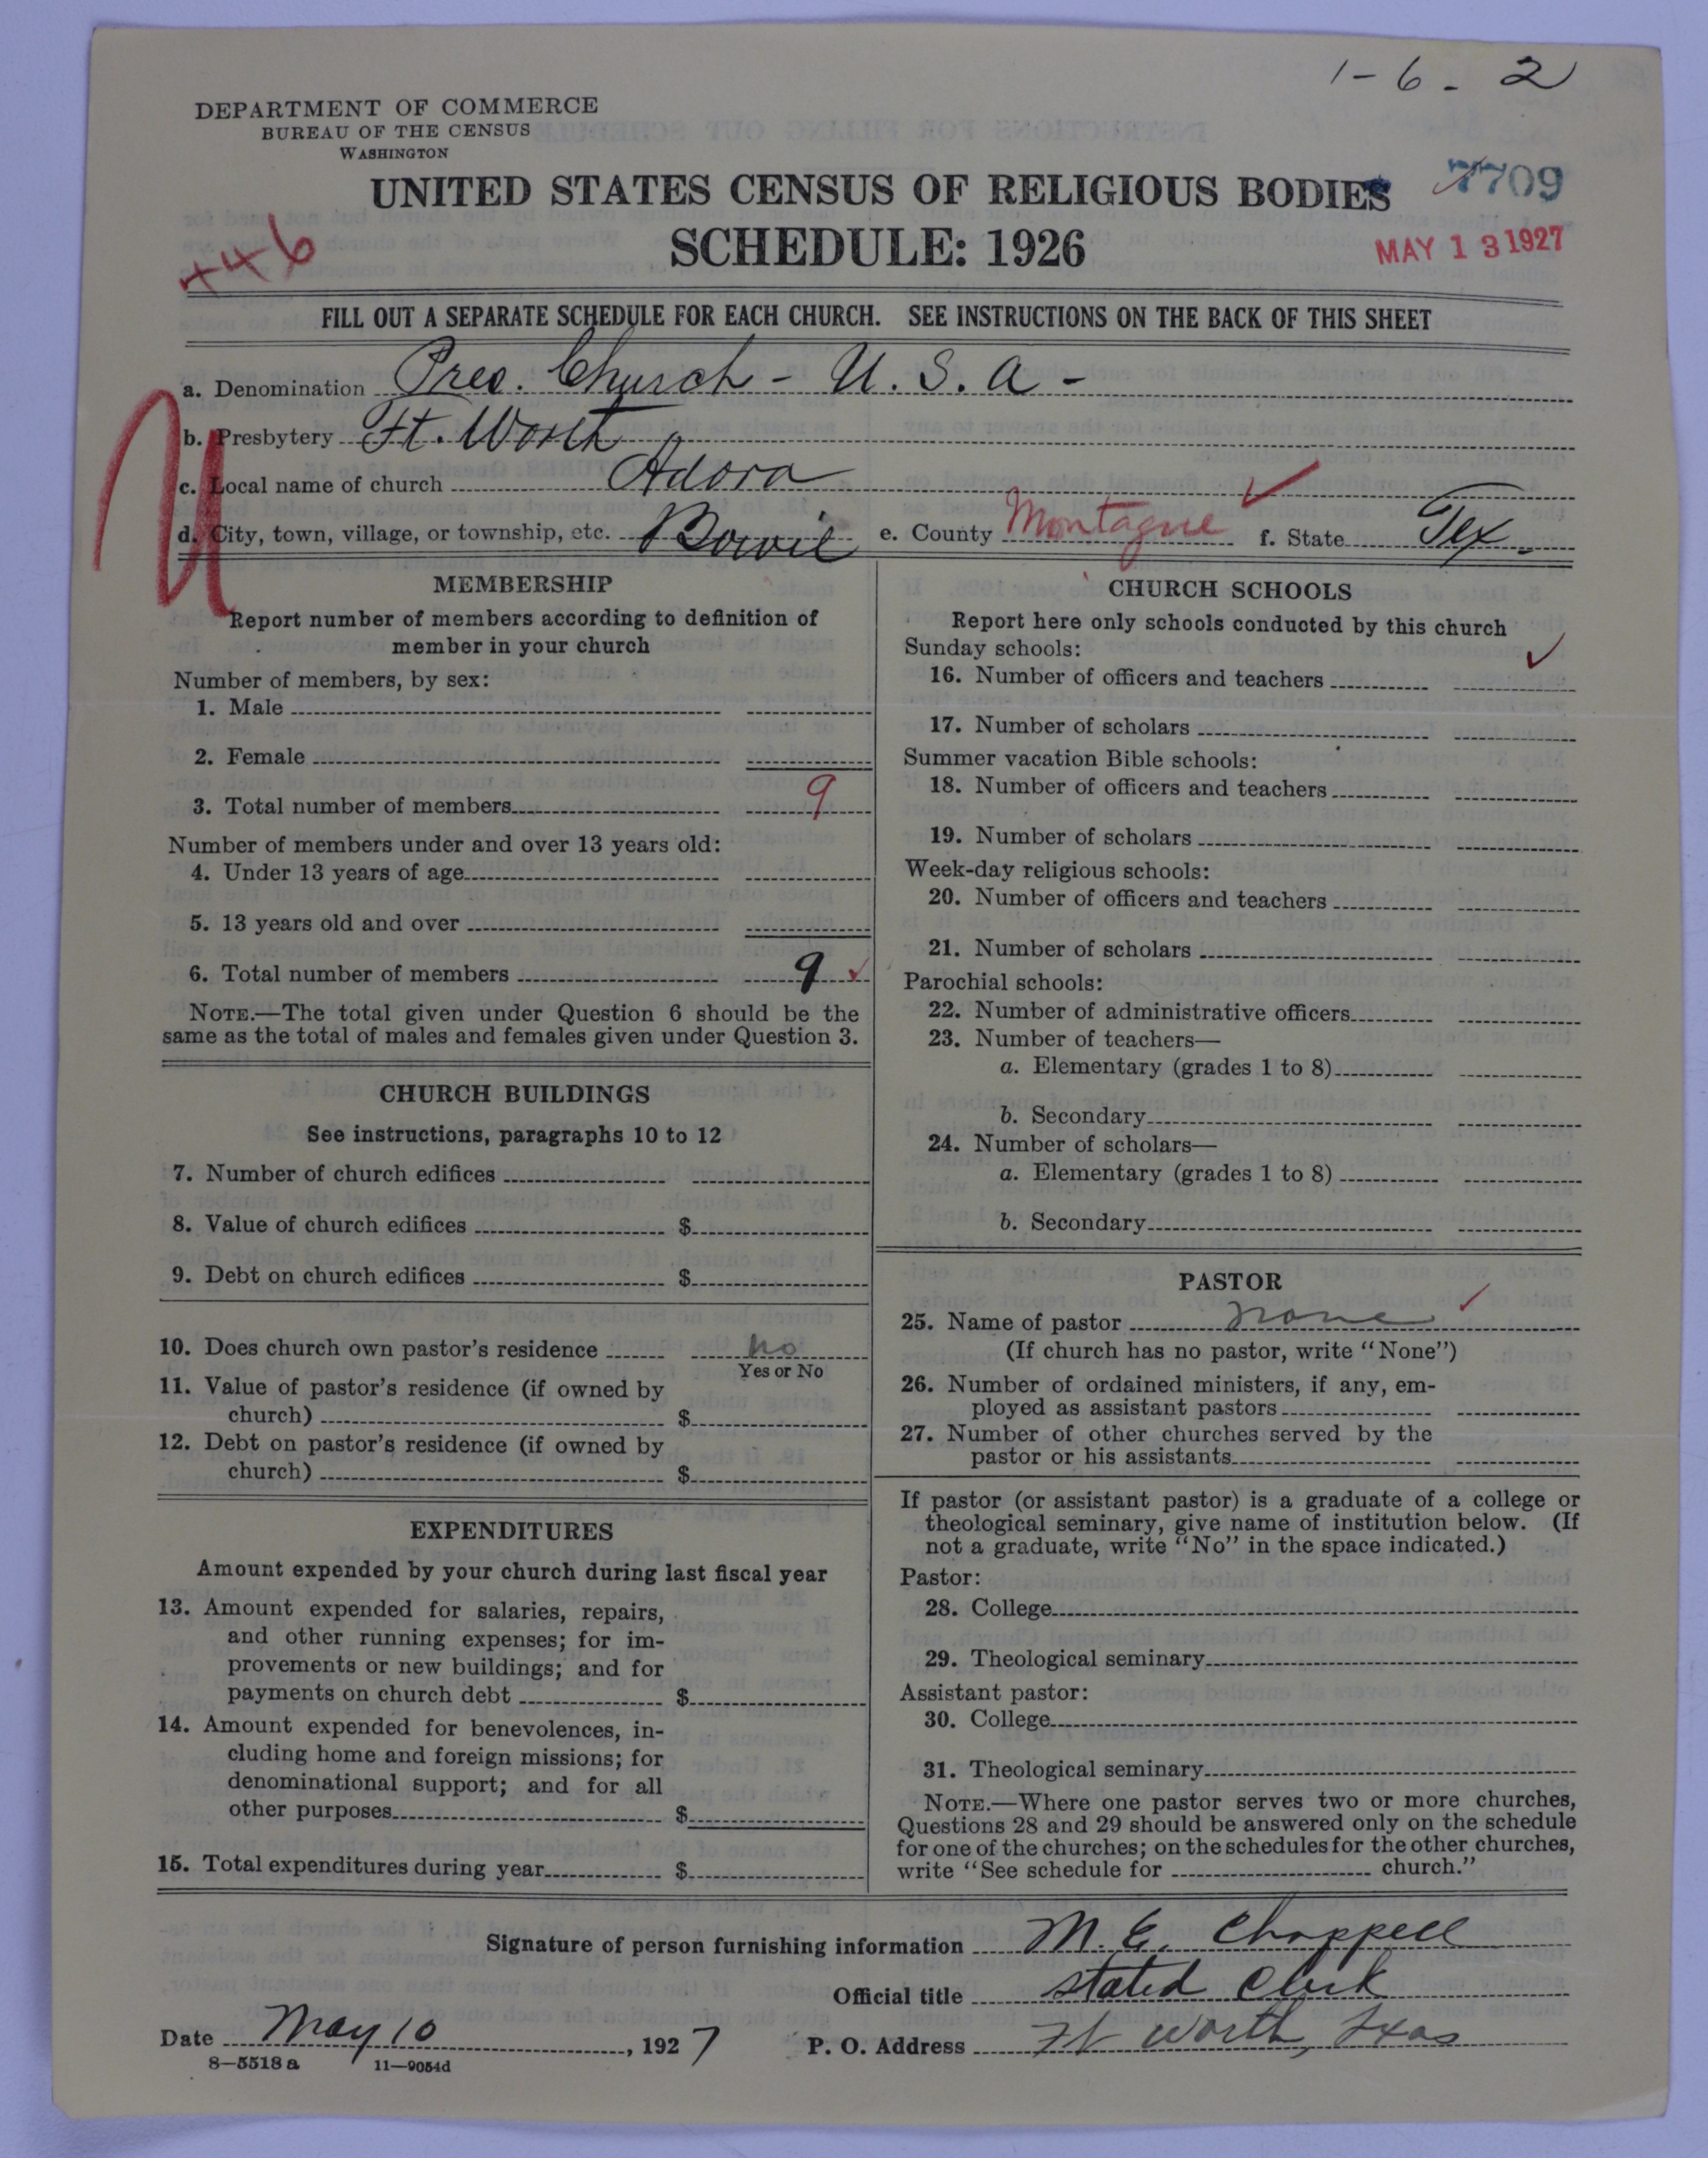 1-6-2
DEPARTMENT OF COMMERCE
BUREAU OF THE CENSUS
WASHINGTON
UNITED STATES CENSUS OF RELIGIOUS BODIES
7709
SCHEDULE: 1926
MAY 13 1927
446
FILL OUT A SEPARATE SCHEDULE FOR EACH CHURCH. SEE INSTRUCTIONS ON THE BACK OF THIS SHEET
a. Denomination Pres. Church - U. S. A -
b. Presbytery Ft. Worth
c. Local name of church Adora
d. City, town, village, or township, etc. Bowie e. County Montague f. State Tex.
MEMBERSHIP
Report number of members according to definition of
member in your church
Number of members, by sex:
1. Male
2. Female
3. Total number of members 9
Number of members under and over 13 years old:
4. Under 13 years of age
5. 13 years old and over
6. Total number of members 9 ✓
NOTE.—The total given under Question 6 should be the
same as the total of males and females given under Question 3.
CHURCH BUILDINGS
See instructions, paragraphs 10 to 12
7. Number of church edifices
8. Value of church edifices $
9. Debt on church edifices $
10. Does church own pastor's residence No
Yes or No
11. Value of pastor's residence (if owned by
church) $
12. Debt on pastor's residence (if owned by
church) $
EXPENDITURES
Amount expended by your church during last fiscal year
13. Amount expended for salaries, repairs,
and other running expenses; for im-
provements or new buildings; and for
payments on church debt $
14. Amount expended for benevolences, in-
cluding home and foreign missions; for
denominational support; and for all
other purposes $
15. Total expenditures during year $
CHURCH SCHOOLS
Report here only schools conducted by this church
Sunday schools:
16. Number of officers and teachers
17. Number of scholars
Summer vacation Bible schools:
18. Number of officers and teachers
19. Number of scholars
Week-day religious schools:
20. Number of officers and teachers
21. Number of scholars
Parochial schools:
22. Number of administrative officers
23. Number of teachers—
a. Elementary (grades 1 to 8)
b. Secondary
24. Number of scholars—
a. Elementary (grades 1 to 8)
b. Secondary
PASTOR
25. Name of pastor none ✓
(If church has no pastor, write "None")
26. Number of ordained ministers, if any, em-
ployed as assistant pastors
27. Number of other churches served by the
pastor or his assistants
If pastor (or assistant pastor) is a graduate of a college or
theological seminary, give name of institution below. (If
not a graduate, write "No" in the space indicated.)
Pastor:
28. College
29. Theological seminary
Assistant pastor:
30. College
31. Theological seminary
NOTE.—Where one pastor serves two or more churches,
Questions 28 and 29 should be answered only on the schedule
for one of the churches; on the schedules for the other churches,
write "See schedule for church."
Signature of person furnishing information M. E. Chappell
Official title stated Clerk
Date May 10, 1927 P. O. Address Ft Worth, Texas
8—5518a 11—9054d